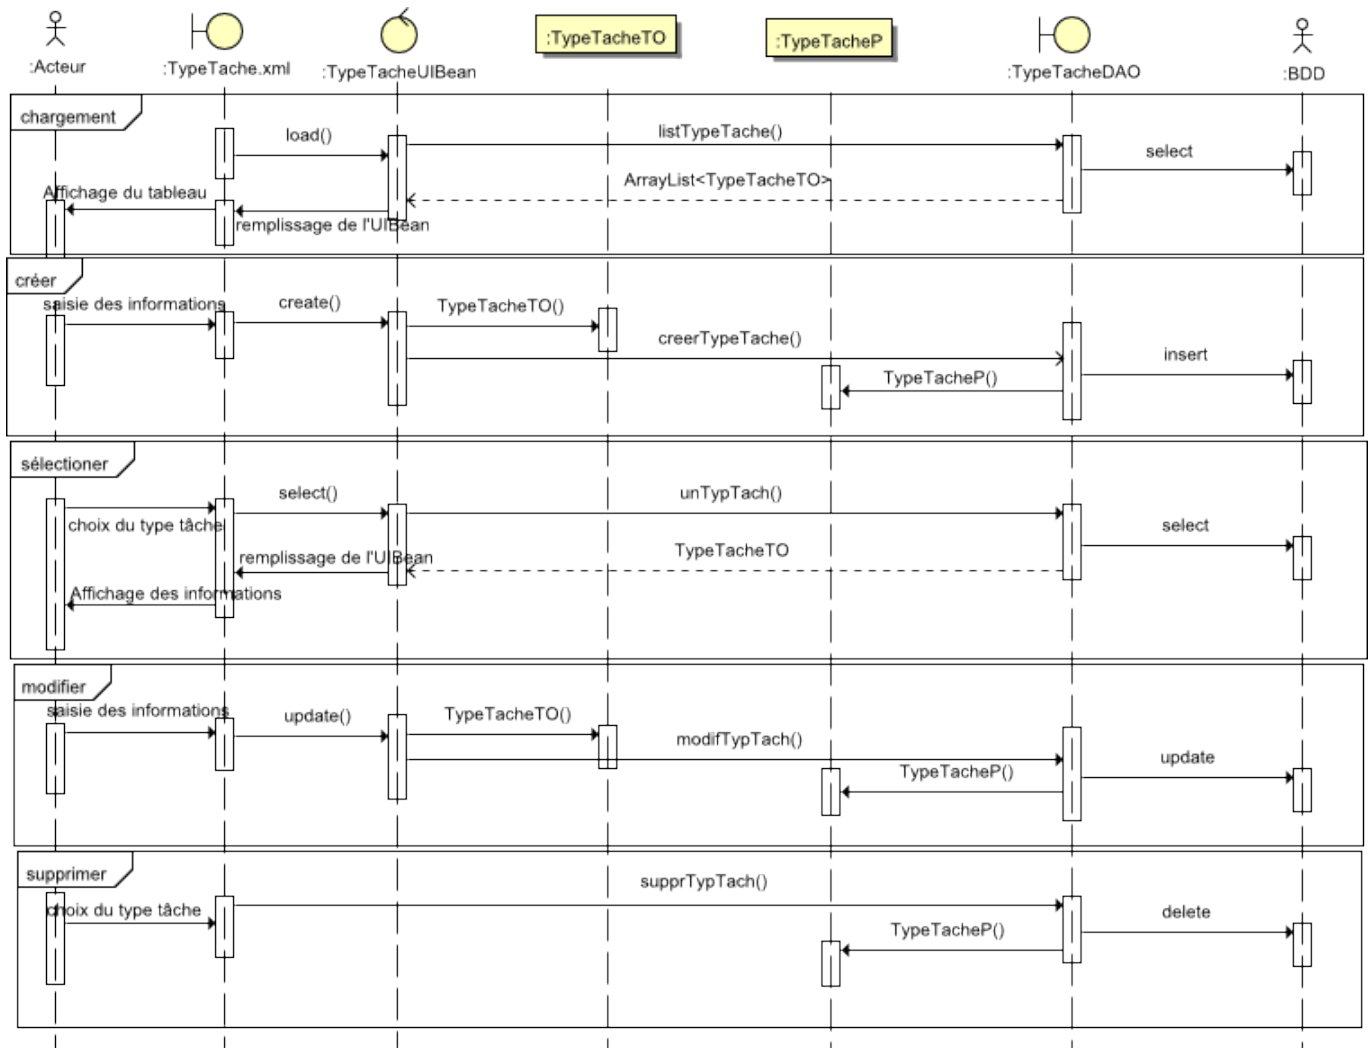 :Acteur
:TypeTache.xml
:TypeTacheUIBean
:TypeTacheTO
:TypeTacheP
:TypeTacheDAO
:BDD
chargement
load()
listTypeTache()
select
ArrayList<TypeTacheTO>
Affichage du tableau
remplissage de l'UIBean
créer
saisie des informations
create()
TypeTacheTO()
creerTypeTache()
insert
TypeTacheP()
sélectioner
select()
unTypTach()
choix du type tâche
select
remplissage de l'UIBean
TypeTacheTO
Affichage des informations
modifier
saisie des informations
update()
TypeTacheTO()
modifTypTach()
update
TypeTacheP()
supprimer
supprTypTach()
choix du type tâche
delete
TypeTacheP()